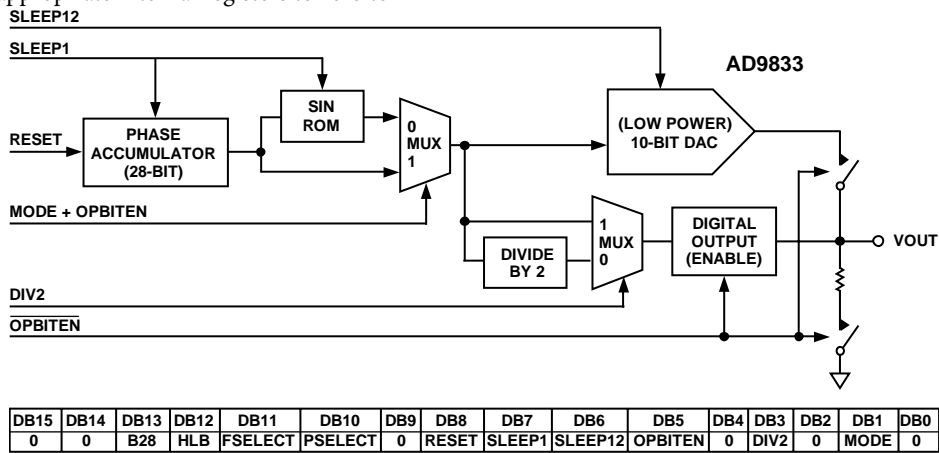 SLEEP12
SLEEP1
AD9833
RESET
PHASE
ACCUMULATOR
(28-BIT)
SIN
ROM
0
MUX
1
(LOW POWER)
10-BIT DAC
MODE + OPBITEN
DIVIDE
BY 2
1
MUX
0
DIGITAL
OUTPUT
(ENABLE)
VOUT
DIV2
OPBITEN
DB15 DB14 DB13 DB12 DB11 DB10 DB9 DB8 DB7 DB6 DB5 DB4 DB3 DB2 DB1 DB0
0 0 B28 HLB FSELECT PSELECT 0 RESET SLEEP1 SLEEP12 OPBITEN 0 DIV2 0 MODE 0